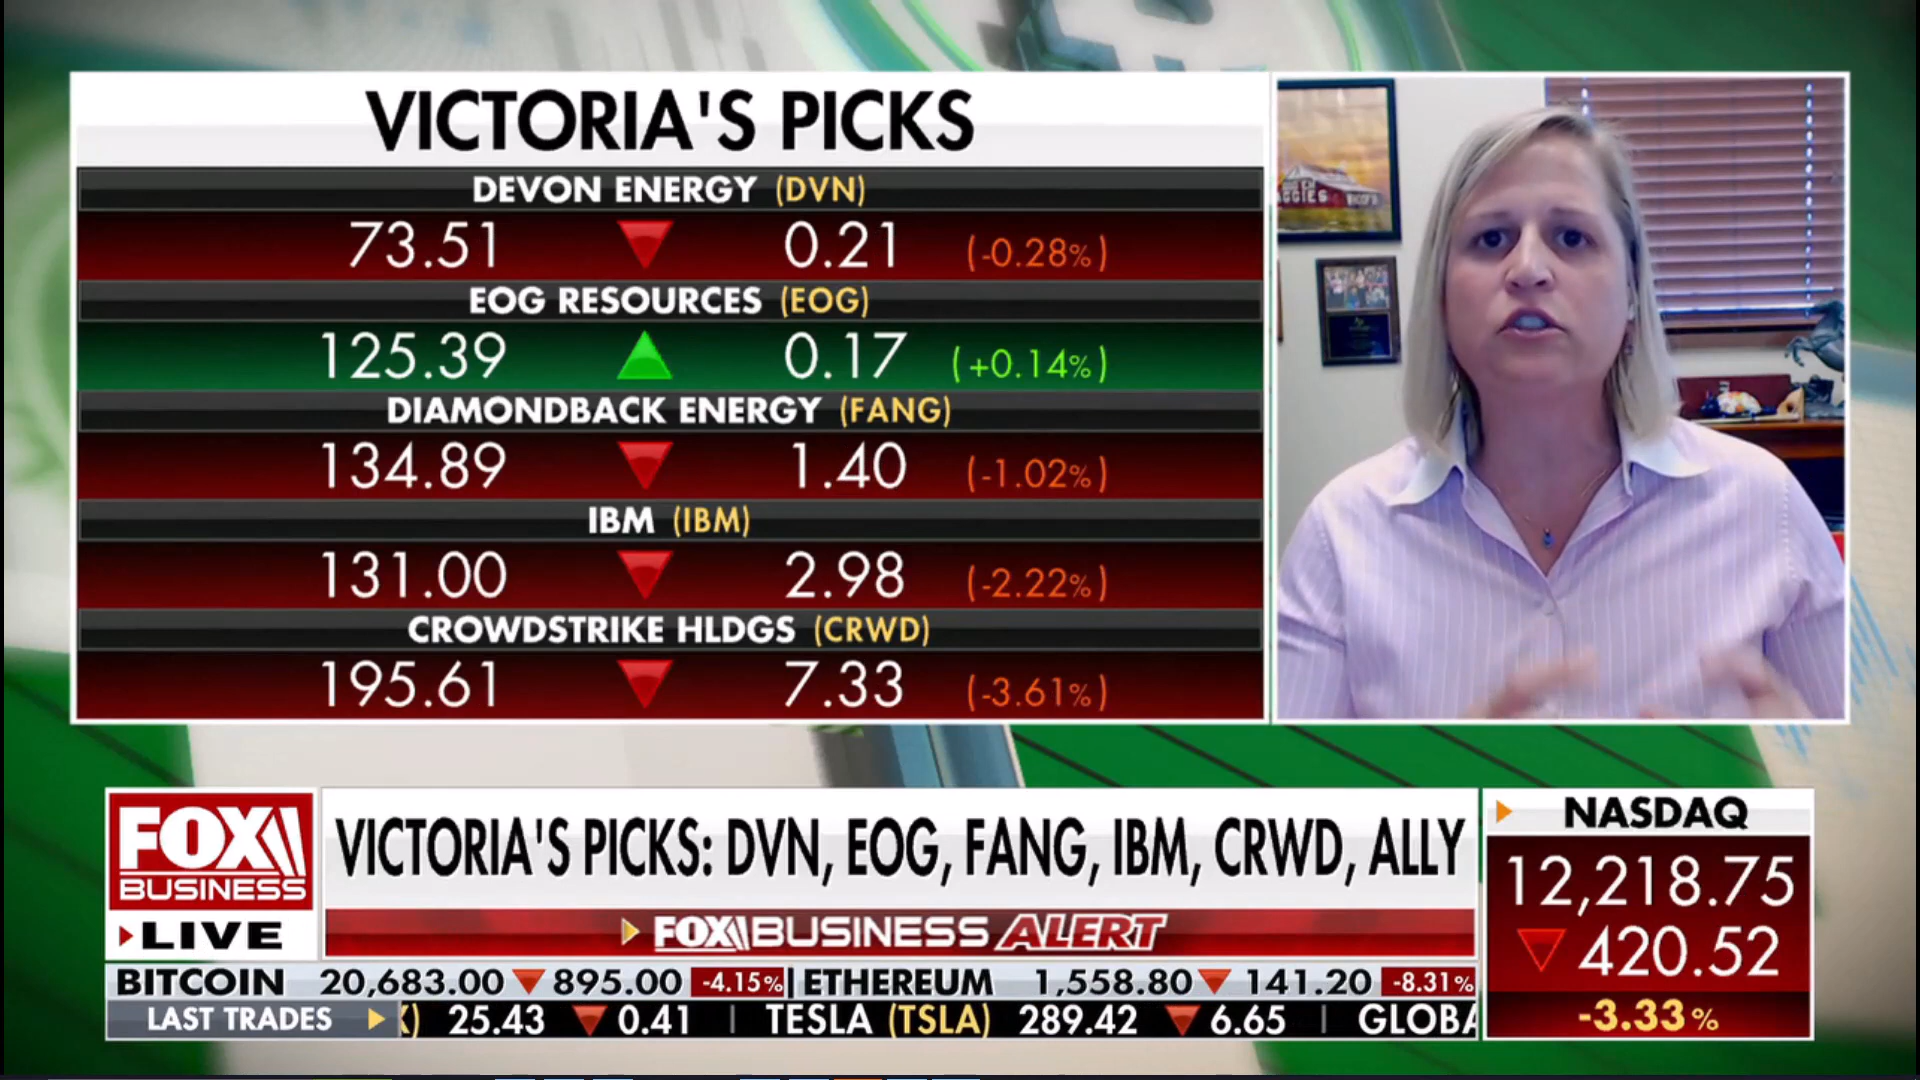 VICTORIA'S PICKS
DEVON ENERGY (DVN)
73.51 ▼ 0.21 (-0.28%)
EOG RESOURCES (EOG)
125.39 ▲ 0.17 (+0.14%)
DIAMONDBACK ENERGY (FANG)
134.89 ▼ 1.40 (-1.02%)
IBM (IBM)
131.00 ▼ 2.98 (-2.22%)
CROWDSTRIKE HLDGS (CRWD)
195.61 ▼ 7.33 (-3.61%)
FOX
BUSINESS
LIVE
VICTORIA'S PICKS: DVN, EOG, FANG, IBM, CRWD, ALLY
FOX BUSINESS ALERT
NASDAQ
12,218.75
▼ 420.52
-3.33%
BITCOIN 20,683.00 ▼ 895.00 -4.15% | ETHEREUM 1,558.80 ▼ 141.20 -8.31%
LAST TRADES ) 25.43 ▼ 0.41 | TESLA (TSLA) 289.42 ▼ 6.65 | GLOBA